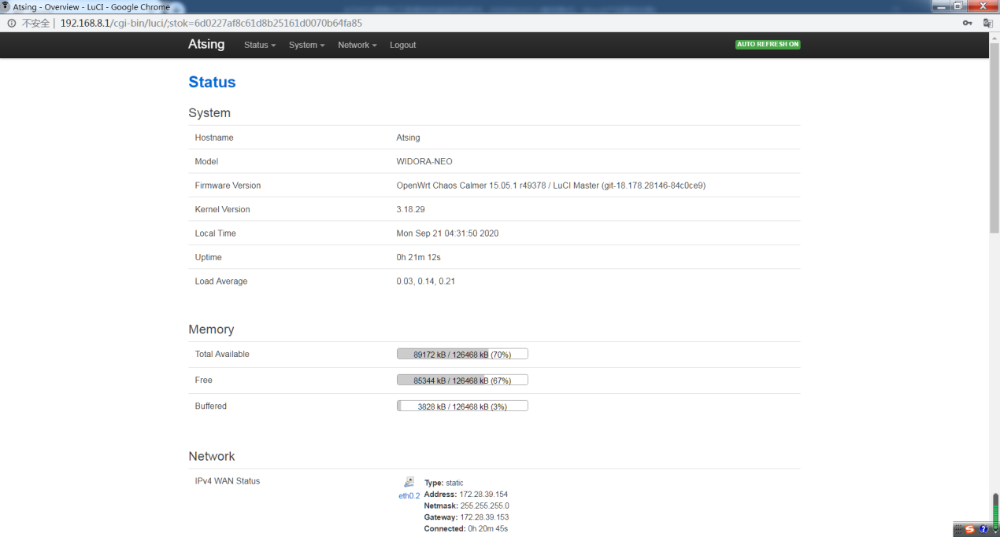 Atsing - Overview - LuCI - Google Chrome
不安全 | 192.168.8.1/cgi-bin/luci/;stok=6d0227af8c61d8b25161d0070b64fa85
Atsing Status System Network Logout AUTO REFRESH ON
Status
System
Hostname Atsing
Model WIDORA-NEO
Firmware Version OpenWrt Chaos Calmer 15.05.1 r49378 / LuCI Master (git-18.178.28146-84c0ce9)
Kernel Version 3.18.29
Local Time Mon Sep 21 04:31:50 2020
Uptime 0h 21m 12s
Load Average 0.03, 0.14, 0.21
Memory
Total Available 89172 kB / 126468 kB (70%)
Free 85344 kB / 126468 kB (67%)
Buffered 3828 kB / 126468 kB (3%)
Network
IPv4 WAN Status
eth0.2
Type: static
Address: 172.28.39.154
Netmask: 255.255.255.0
Gateway: 172.28.39.153
Connected: 0h 20m 45s